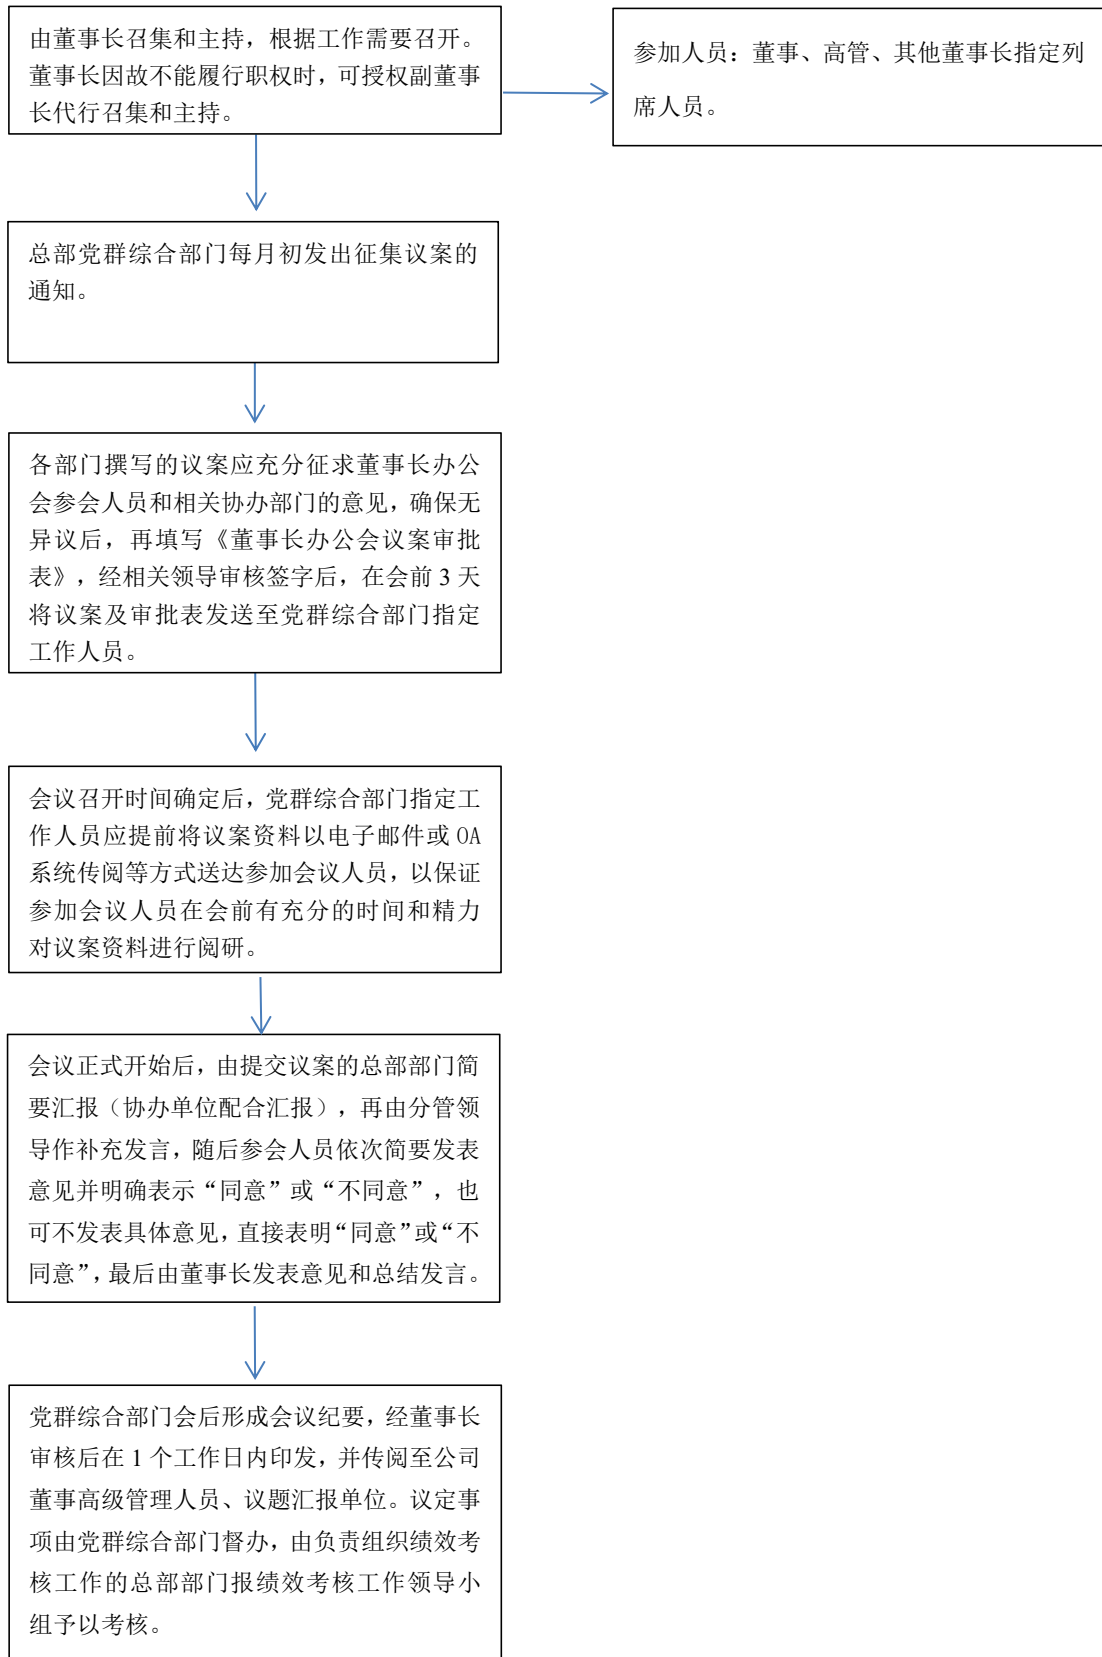 由董事长召集和主持，根据工作需要召开。
董事长因故不能履行职权时，可授权副董事
长代行召集和主持。
参加人员：董事、高管、其他董事长指定列
席人员。
总部党群综合部门每月初发出征集议案的
通知。
各部门撰写的议案应充分征求董事长办公
会参会人员和相关协办部门的意见，确保无
异议后，再填写《董事长办公会议案审批
表》，经相关领导审核签字后，在会前 3 天
将议案及审批表发送至党群综合部门指定
工作人员。
会议召开时间确定后，党群综合部门指定工
作人员应提前将议案资料以电子邮件或 OA
系统传阅等方式送达参加会议人员，以保证
参加会议人员在会前有充分的时间和精力
对议案资料进行阅研。
会议正式开始后，由提交议案的总部部门简
要汇报（协办单位配合汇报），再由分管领
导作补充发言，随后参会人员依次简要发表
意见并明确表示“同意”或“不同意”，也
可不发表具体意见，直接表明“同意”或“不
同意”，最后由董事长发表意见和总结发言。
党群综合部门会后形成会议纪要，经董事长
审核后在 1 个工作日内印发，并传阅至公司
董事高级管理人员、议题汇报单位。议定事
项由党群综合部门督办，由负责组织绩效考
核工作的总部部门报绩效考核工作领导小
组予以考核。